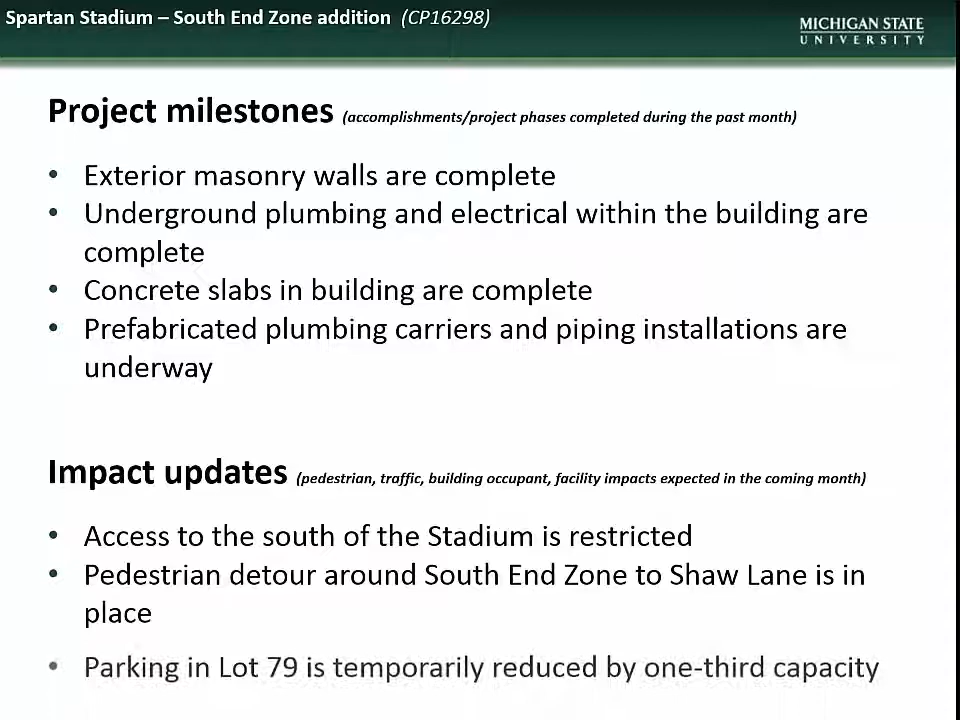 Spartan Stadium – South End Zone addition (CP16298)
MICHIGAN STATE
UNIVERSITY
Project milestones (accomplishments/project phases completed during the past month)
• Exterior masonry walls are complete
• Underground plumbing and electrical within the building are
complete
• Concrete slabs in building are complete
• Prefabricated plumbing carriers and piping installations are
underway
Impact updates (pedestrian, traffic, building occupant, facility impacts expected in the coming month)
• Access to the south of the Stadium is restricted
• Pedestrian detour around South End Zone to Shaw Lane is in
place
• Parking in Lot 79 is temporarily reduced by one-third capacity